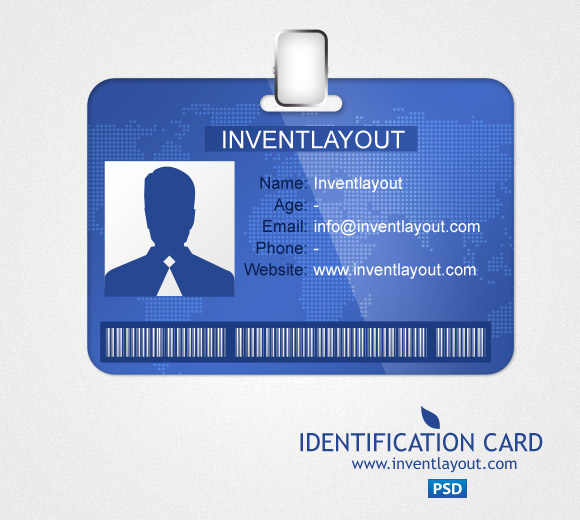 INVENTLAYOUT
Name: Inventlayout
Age: -
Email: info@inventlayout.com
Phone: -
Website: www.inventlayout.com
IDENTIFICATION CARD
www.inventlayout.com
PSD